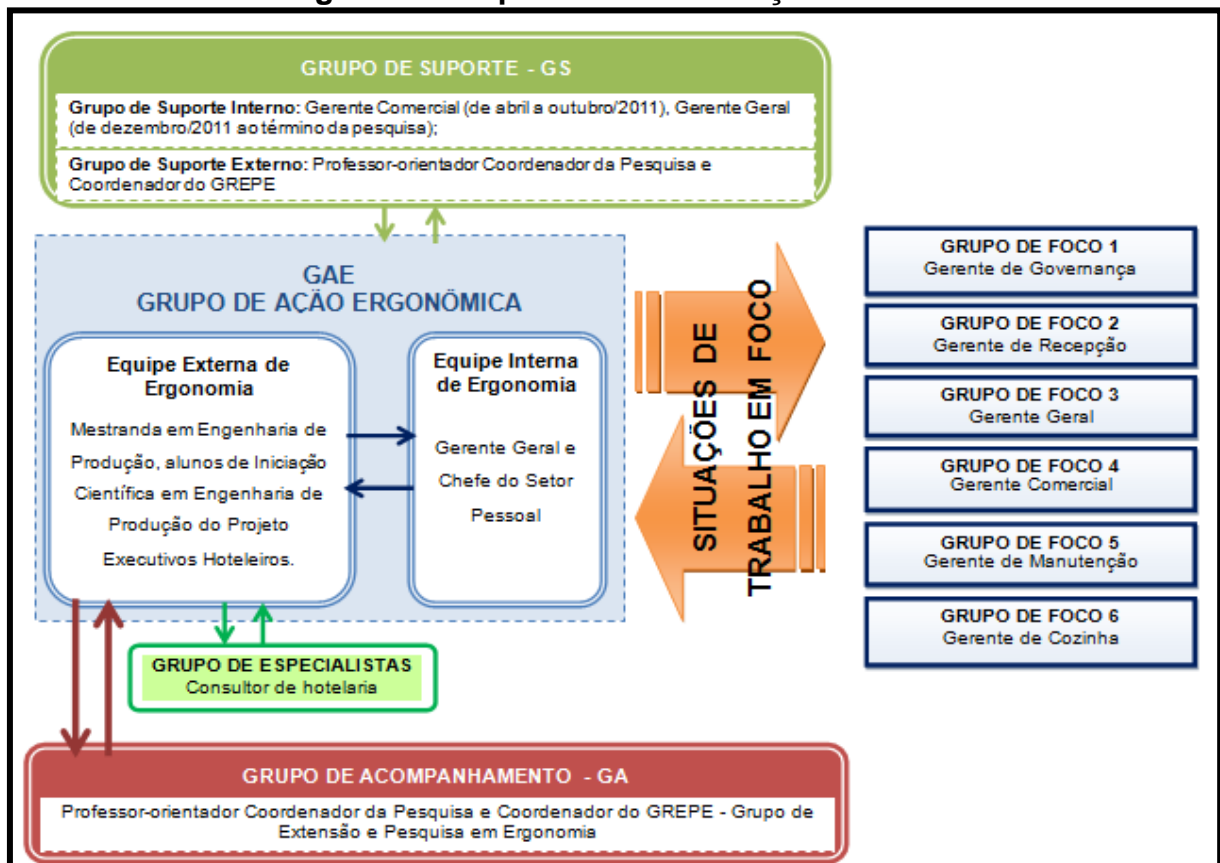 GRUPO DE SUPORTE - GS
Grupo de Suporte Interno: Gerente Comercial (de abril a outubro/2011), Gerente Geral
(de dezembro/2011 ao término da pesquisa);
Grupo de Suporte Externo: Professor-orientador Coordenador da Pesquisa e
Coordenador do GREPE
GAE
GRUPO DE AÇÃO ERGONÔMICA
Equipe Externa de
Ergonomia
Mestranda em Engenharia de
Produção, alunos de Iniciação
Científica em Engenharia de
Produção do Projeto
Executivos Hoteleiros.
Equipe Interna
de Ergonomia
Gerente Geral e
Chefe do Setor
Pessoal
SITUAÇÕES DE
TRABALHO EM FOCO
GRUPO DE FOCO 1
Gerente de Governança
GRUPO DE FOCO 2
Gerente de Recepção
GRUPO DE FOCO 3
Gerente Geral
GRUPO DE FOCO 4
Gerente Comercial
GRUPO DE FOCO 5
Gerente de Manutenção
GRUPO DE FOCO 6
Gerente de Cozinha
GRUPO DE ESPECIALISTAS
Consultor de hotelaria
GRUPO DE ACOMPANHAMENTO - GA
Professor-orientador Coordenador da Pesquisa e Coordenador do GREPE - Grupo de
Extensão e Pesquisa em Ergonomia